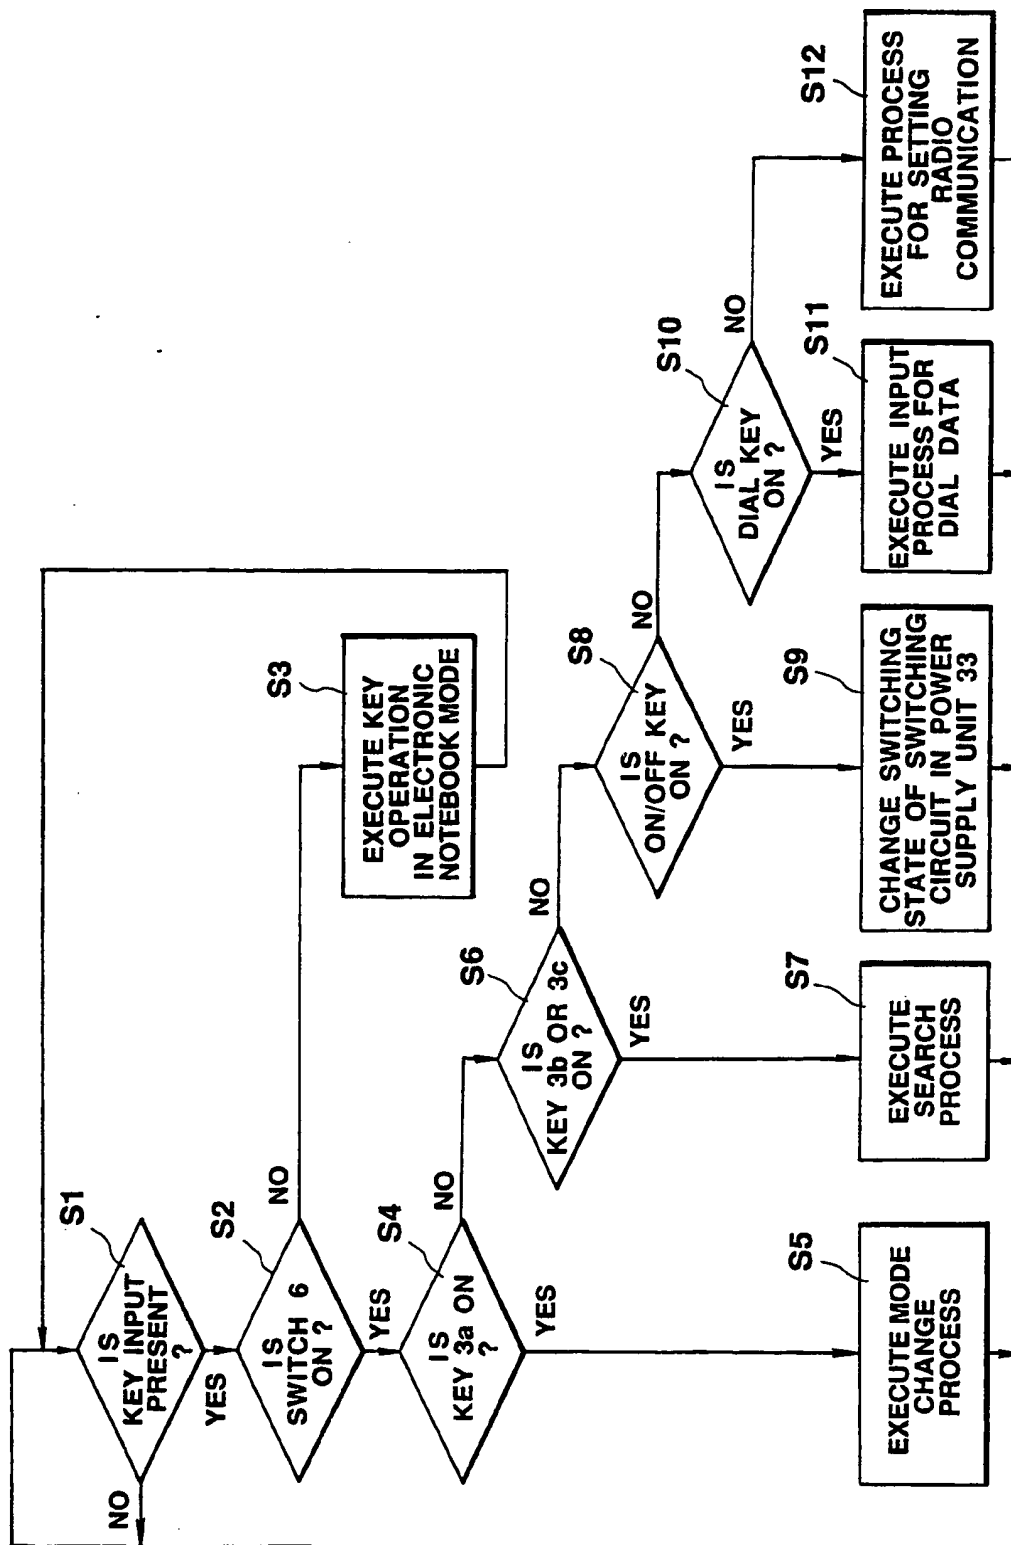 S1
IS
KEY INPUT
PRESENT
?
NO
YES
S2
IS
SWITCH 6
ON ?
NO
YES
S3
EXECUTE KEY
OPERATION
IN ELECTRONIC
NOTEBOOK MODE
S4
IS
KEY 3a ON
?
NO
YES
S5
EXECUTE MODE
CHANGE
PROCESS
S6
IS
KEY 3b OR 3c
ON ?
NO
YES
S7
EXECUTE
SEARCH
PROCESS
S8
IS
ON/OFF KEY
ON ?
NO
YES
S9
CHANGE SWITCHING
STATE OF SWITCHING
CIRCUIT IN POWER
SUPPLY UNIT 33
S10
IS
DIAL KEY
ON ?
NO
YES
S11
EXECUTE INPUT
PROCESS FOR
DIAL DATA
S12
EXECUTE PROCESS
FOR SETTING
RADIO
COMMUNICATION